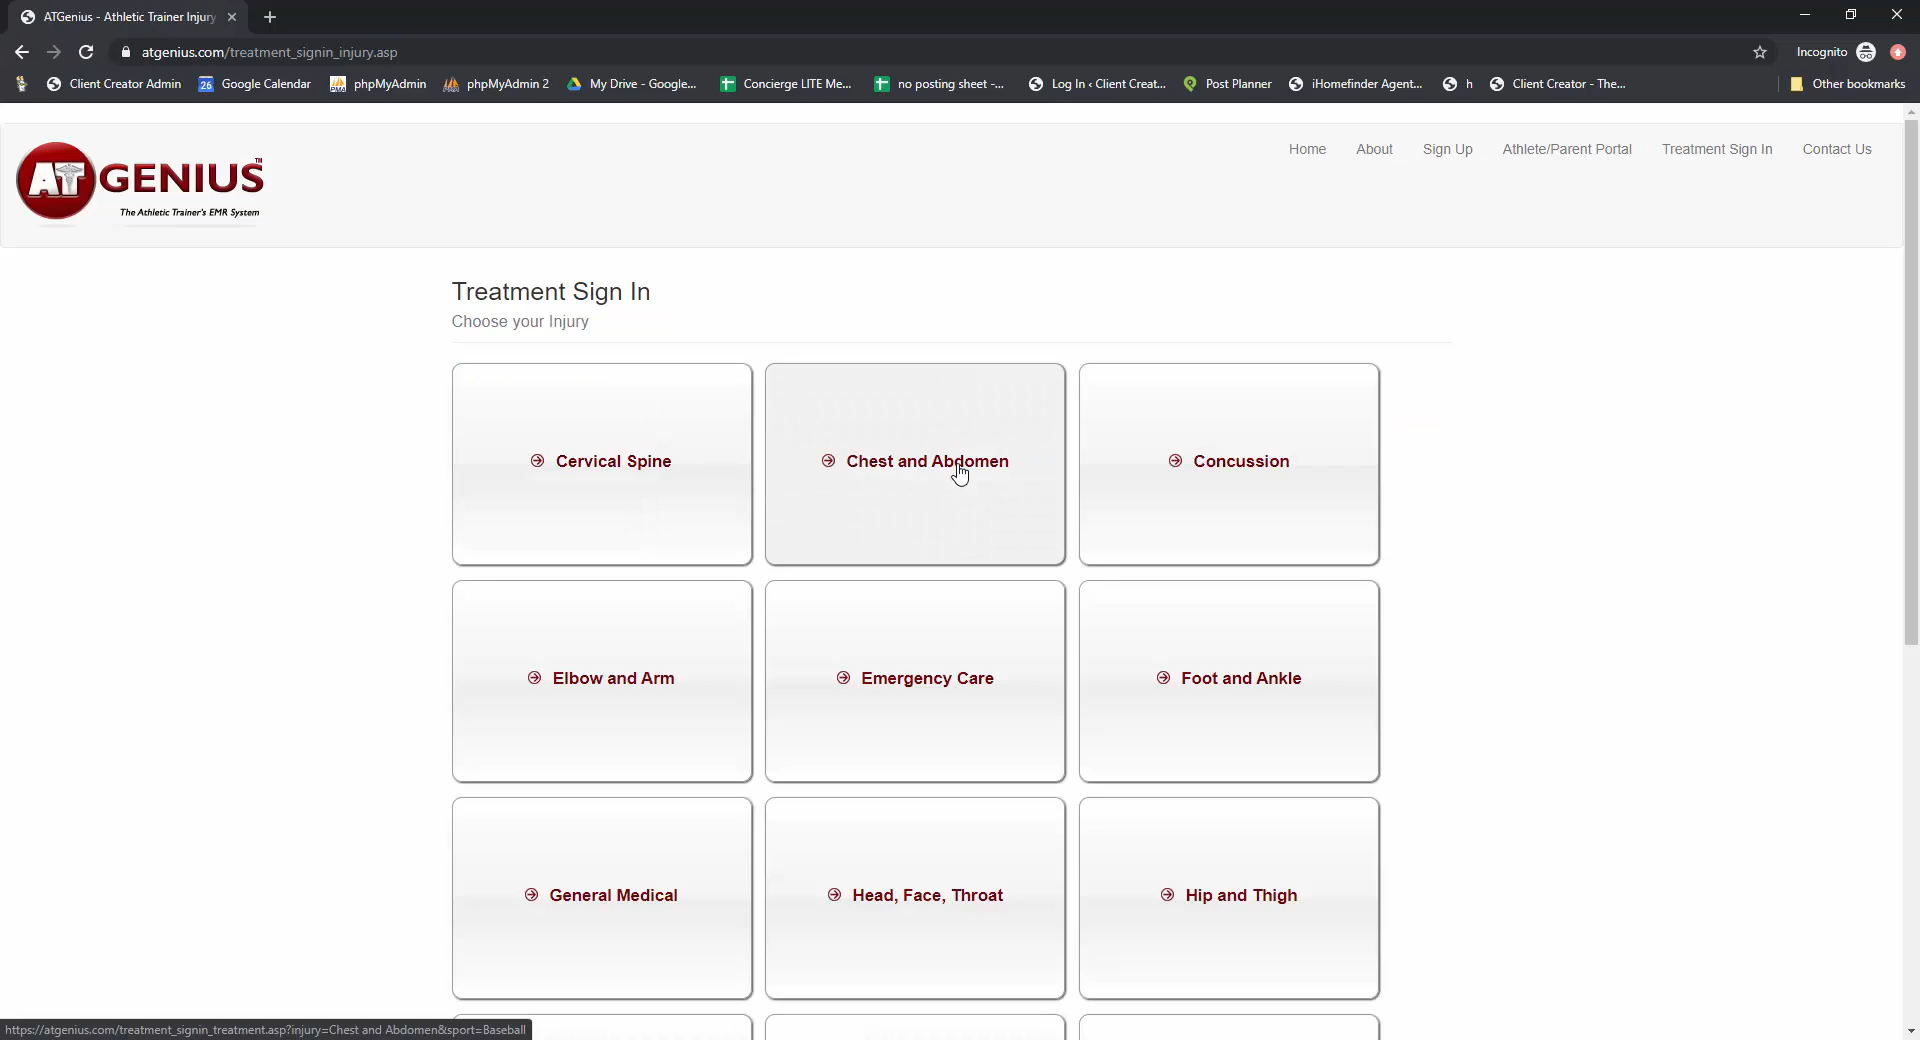 ATGenius - Athletic Trainer Injury
atgenius.com/treatment_signin_injury.asp
Incognito
Client Creator Admin
26
Google Calendar
phpMyAdmin
phpMyAdmin 2
My Drive - Google...
Concierge LITE Me...
no posting sheet -...
Log In ‹ Client Creat...
Post Planner
iHomefinder Agent...
h
Client Creator - The...
Other bookmarks
AT GENIUS™
The Athletic Trainer's EMR System
Home
About
Sign Up
Athlete/Parent Portal
Treatment Sign In
Contact Us
Treatment Sign In
Choose your Injury
Cervical Spine
Chest and Abdomen
Concussion
Elbow and Arm
Emergency Care
Foot and Ankle
General Medical
Head, Face, Throat
Hip and Thigh
https://atgenius.com/treatment_signin_treatment.asp?injury=Chest and Abdomen&sport=Baseball